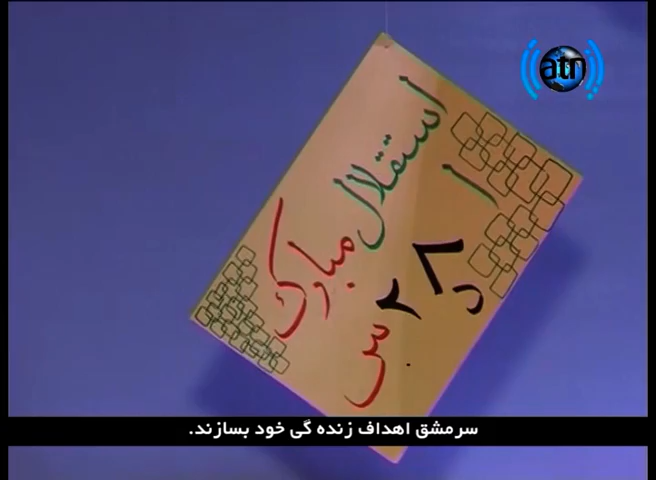 atn
استقلال مبارک
۲۸ اسد
سرمشق اهداف زنده گی خود بسازند.